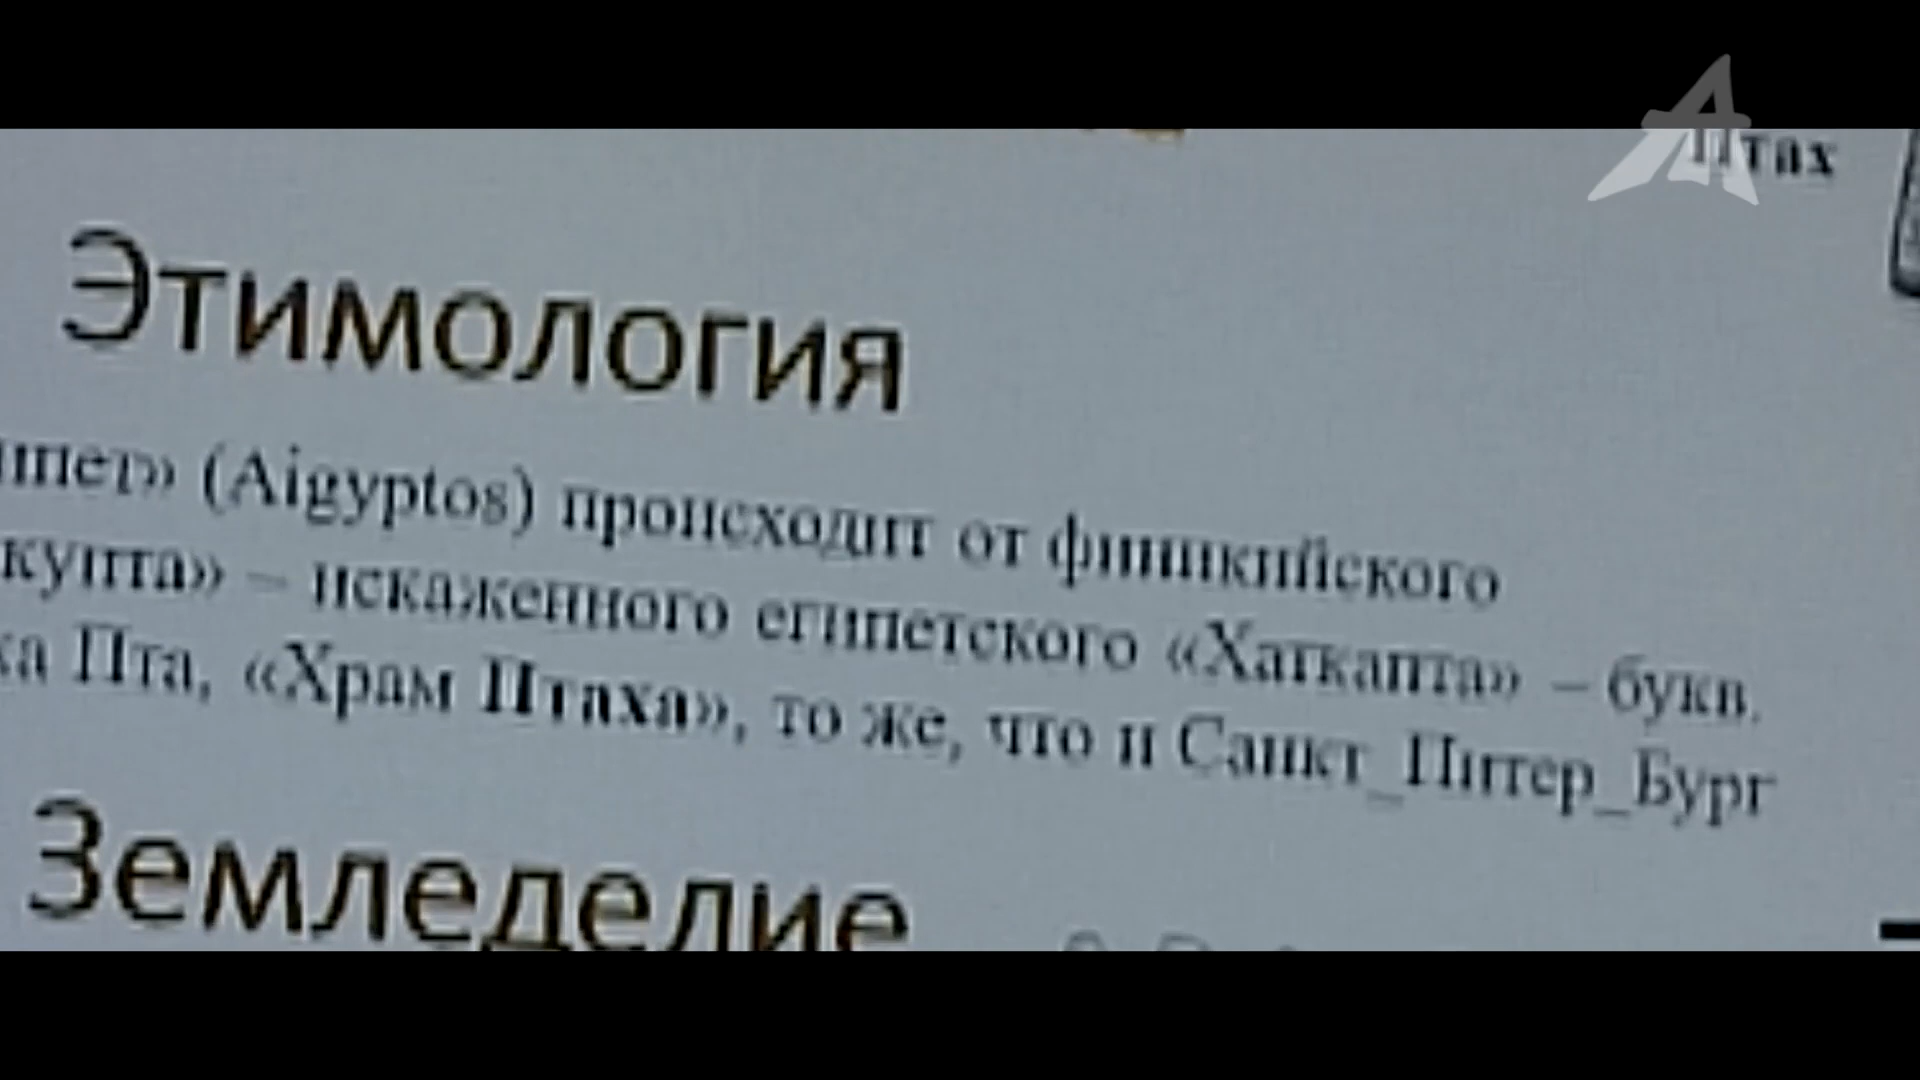 Птах
Этимология
(Aigyptos) происходит от финикийского
– искаженного египетского «Хаткапта» – букв.
Пта, «Храм Птаха», то же, что и Санкт_Питер_Бург
Земледелие